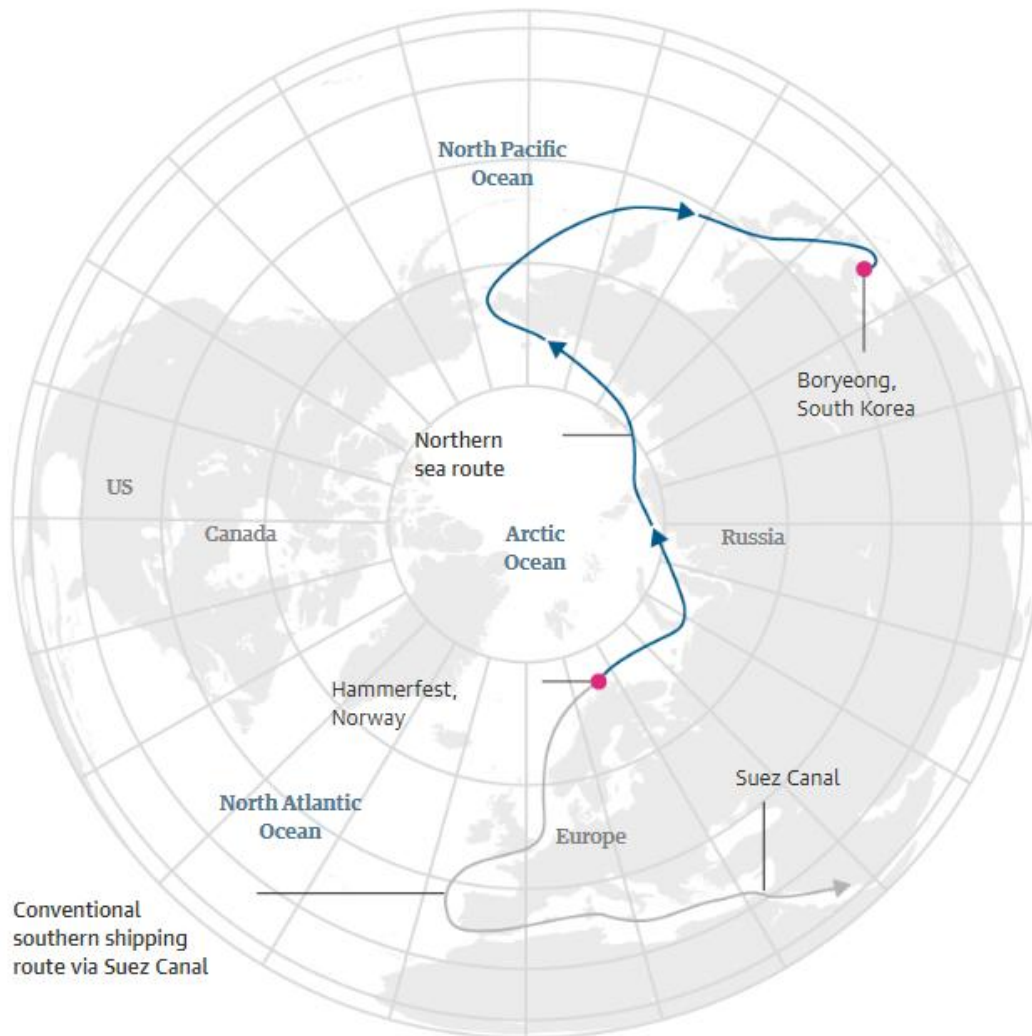 North Pacific
Ocean
Boryeong,
South Korea
Northern
sea route
US
Canada
Arctic
Ocean
Russia
Hammerfest,
Norway
Suez Canal
North Atlantic
Ocean
Europe
Conventional
southern shipping
route via Suez Canal